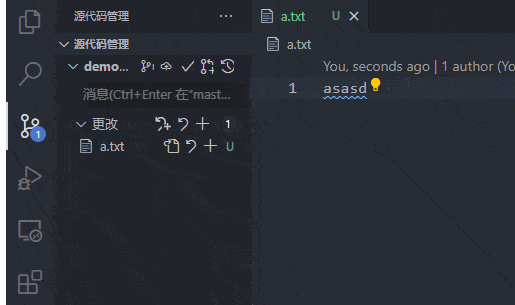 源代码管理
源代码管理
demo...
消息(Ctrl+Enter 在"mast...
更改 1
a.txt U
1
a.txt U
a.txt
You, seconds ago | 1 author (Yo
1 asasd